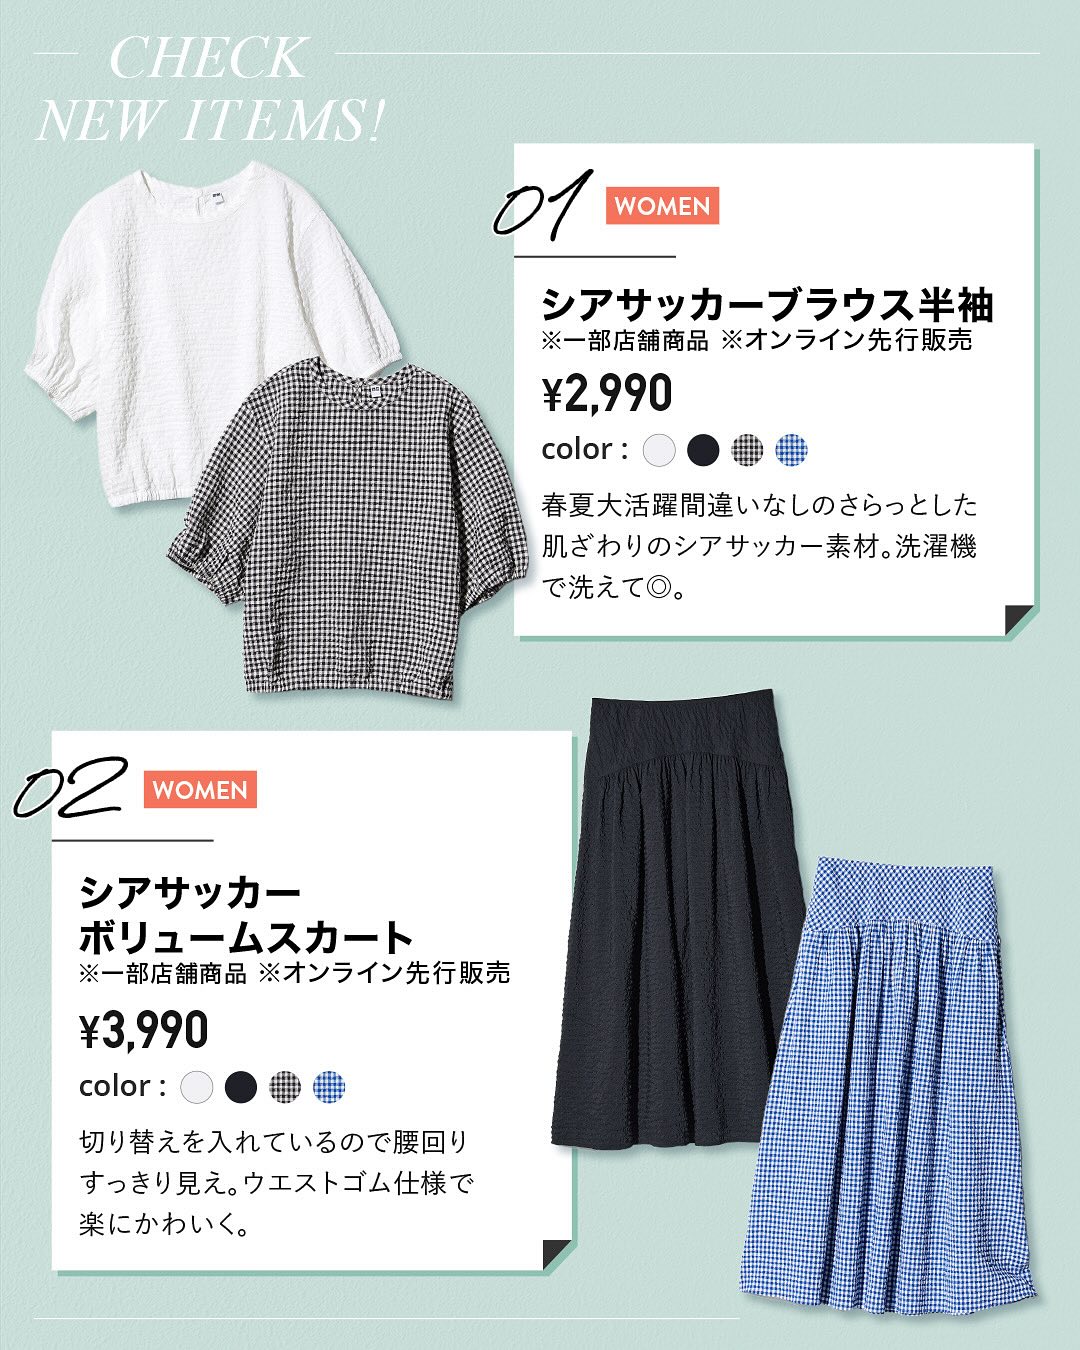 CHECK
NEW ITEMS!
01 WOMEN
シアサッカーブラウス半袖
※一部店舗商品 ※オンライン先行販売
¥2,990
color :
春夏大活躍間違いなしのさらっとした
肌ざわりのシアサッカー素材。洗濯機
で洗えて◎。
02 WOMEN
シアサッカー
ボリュームスカート
※一部店舗商品 ※オンライン先行販売
¥3,990
color :
切り替えを入れているので腰回り
すっきり見え。ウエストゴム仕様で
楽にかわいく。